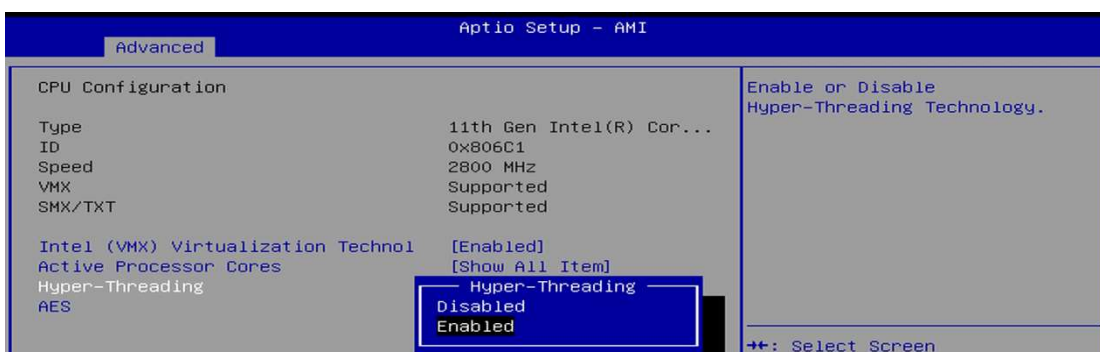 Aptio Setup - AMI
Advanced
CPU Configuration
Type 11th Gen Intel(R) Cor...
ID 0x806C1
Speed 2800 MHz
VMX Supported
SMX/TXT Supported
Intel (VMX) Virtualization Technol [Enabled]
Active Processor Cores [Show All Item]
Hyper-Threading
AES
Hyper-Threading
Disabled
Enabled
Enable or Disable
Hyper-Threading Technology.
→←: Select Screen